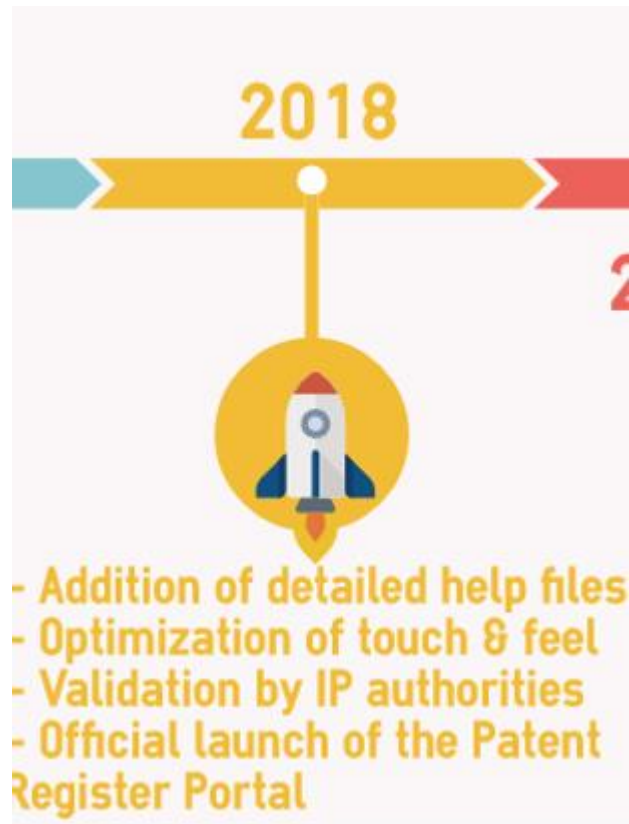 2018
- Addition of detailed help files
- Optimization of touch & feel
- Validation by IP authorities
- Official launch of the Patent
Register Portal